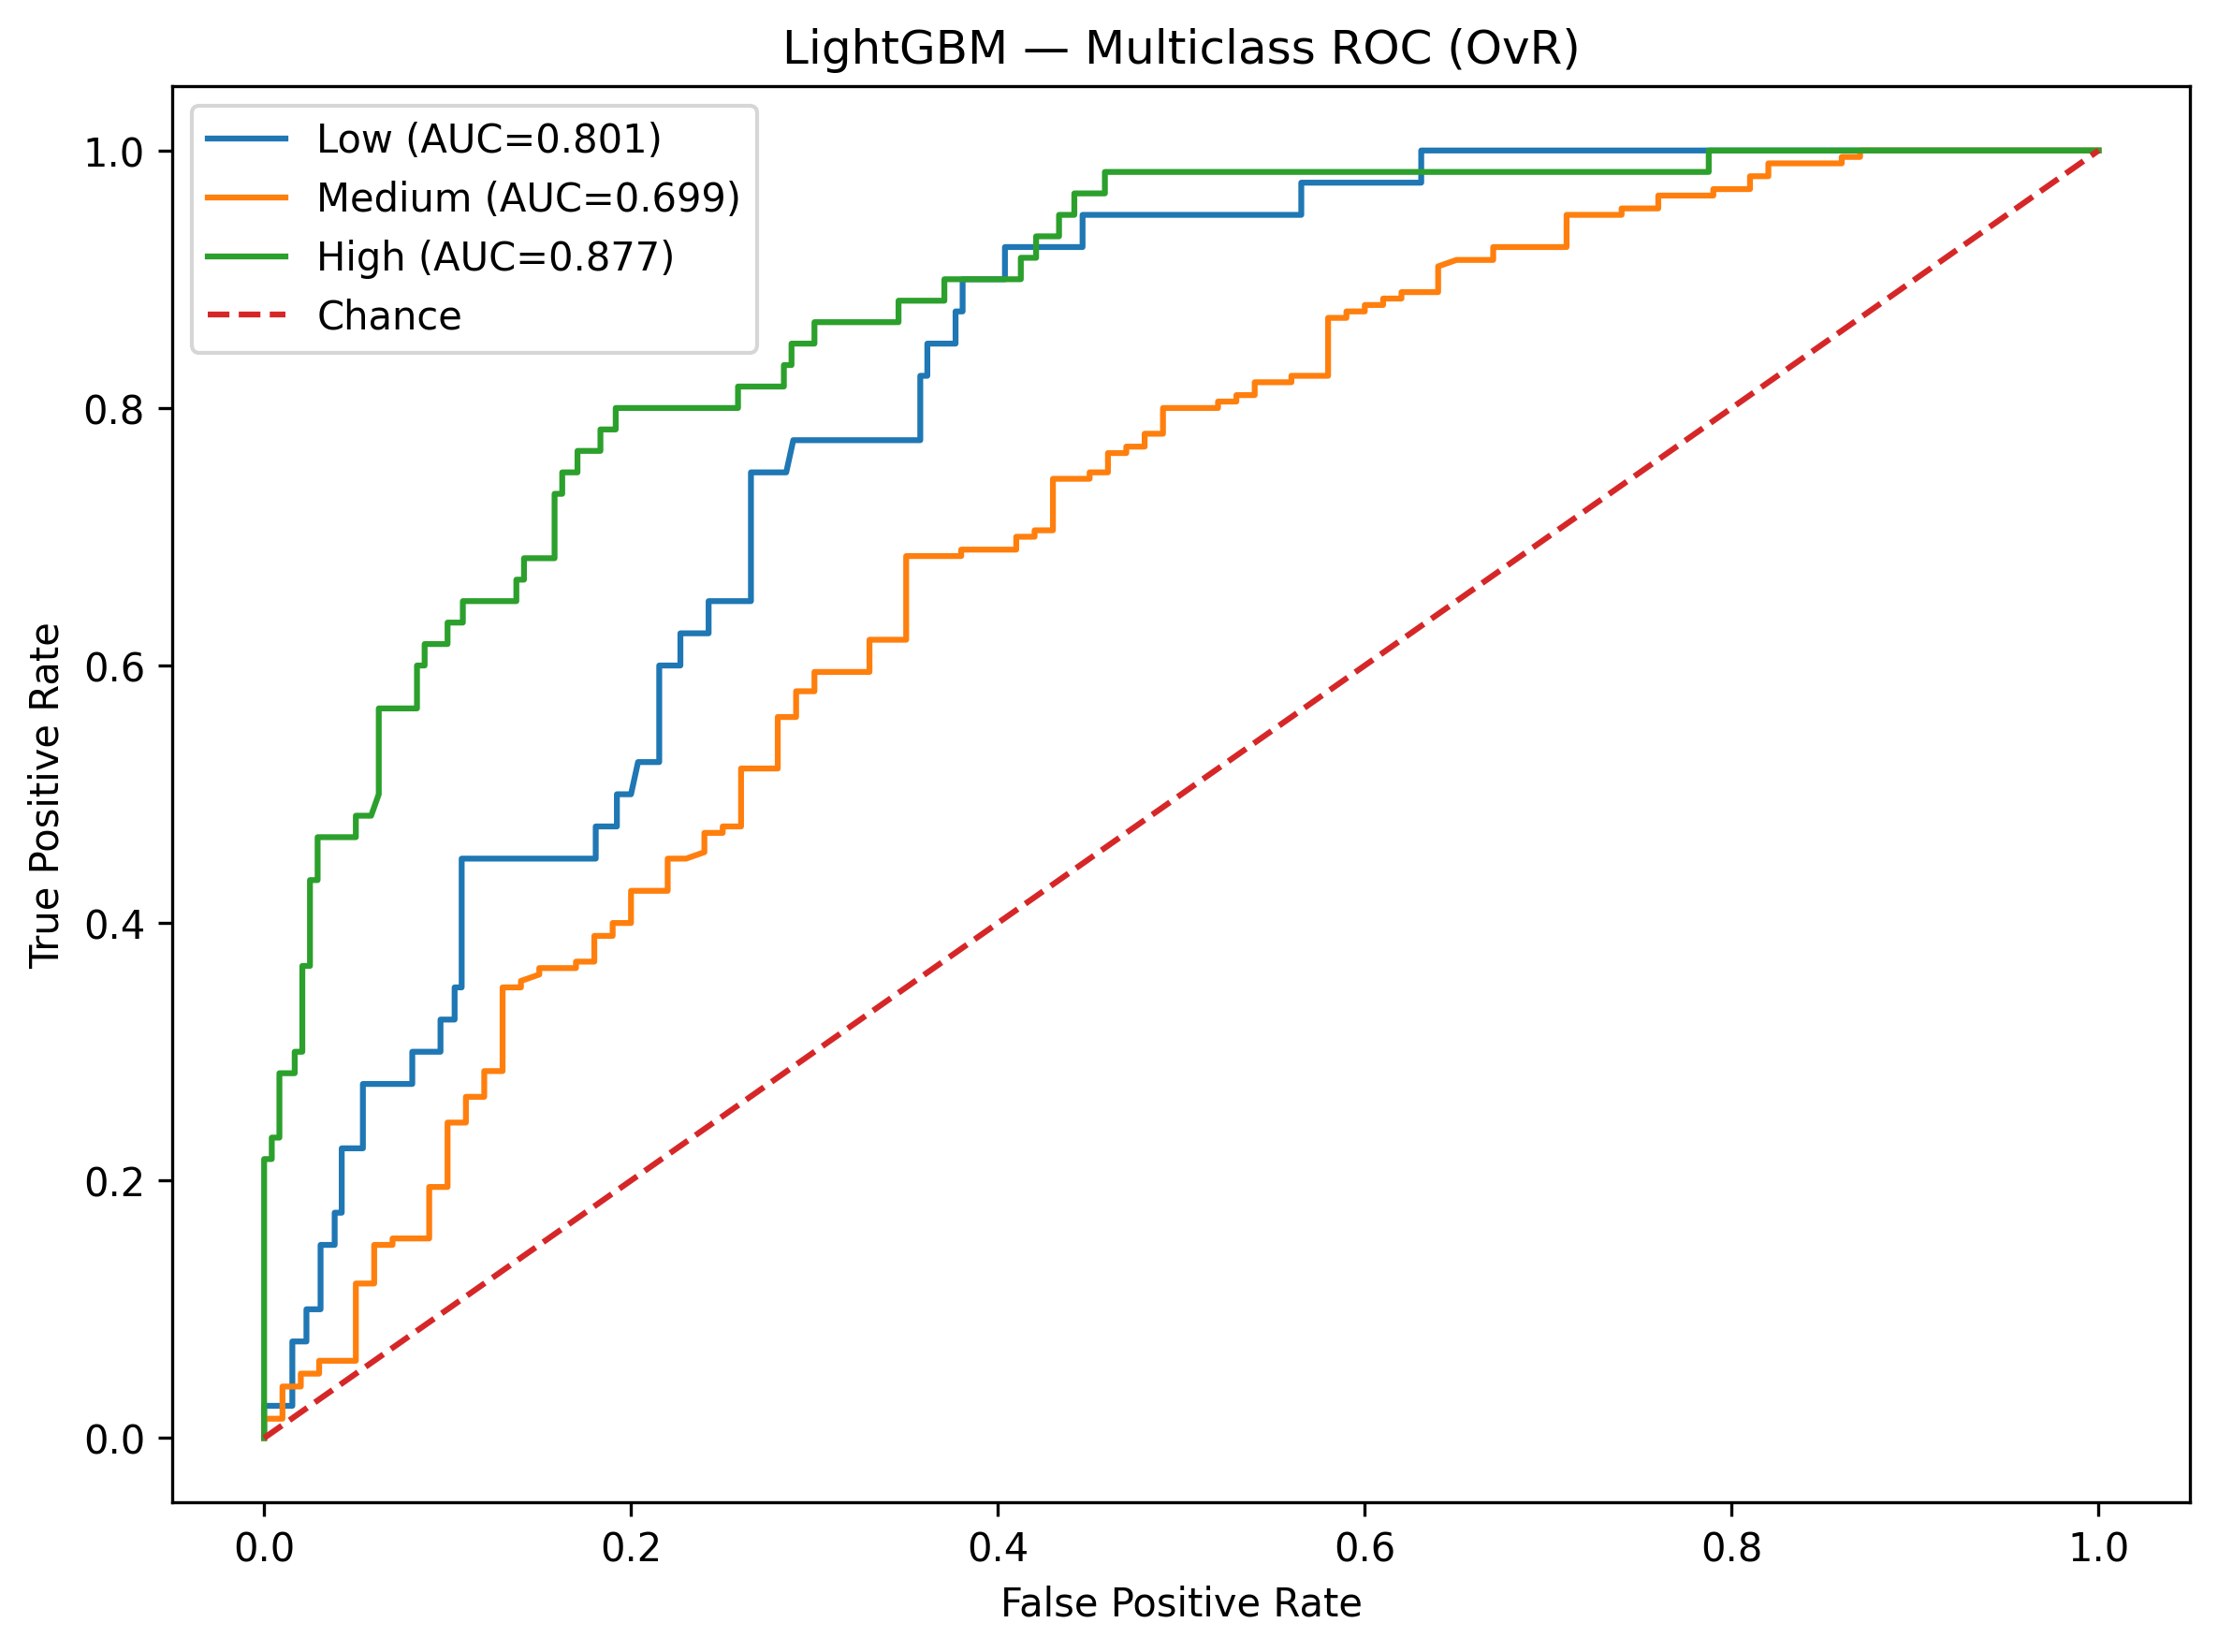 LightGBM — Multiclass ROC (OvR)
Low (AUC=0.801)
Medium (AUC=0.699)
High (AUC=0.877)
Chance
True Positive Rate
1.0
0.8
0.6
0.4
0.2
0.0
0.0 0.2 0.4 0.6 0.8 1.0
False Positive Rate